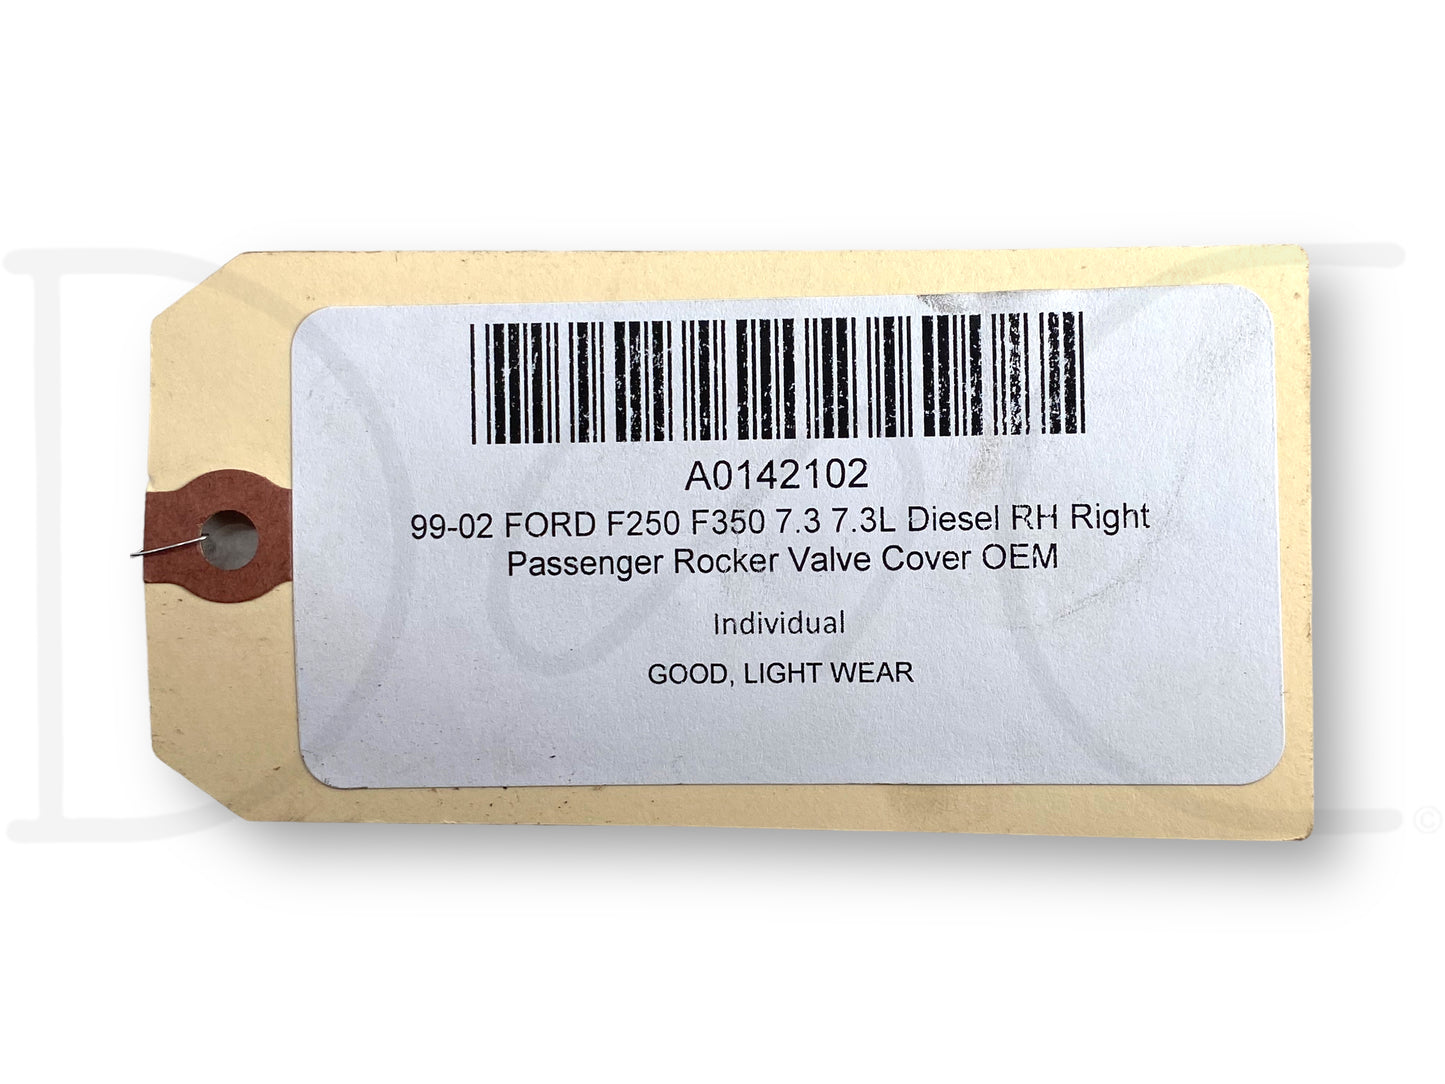 A0142102
99-02 FORD F250 F350 7.3 7.3L Diesel RH Right
Passenger Rocker Valve Cover OEM
Individual
GOOD, LIGHT WEAR
©